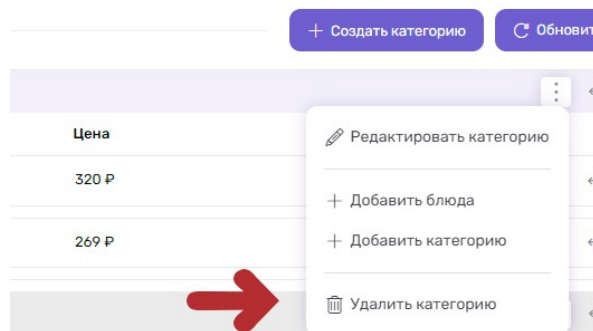 + Создать категорию
Обновит
Цена
Редактировать категорию
320 ₽
+ Добавить блюда
269 ₽
+ Добавить категорию
Удалить категорию